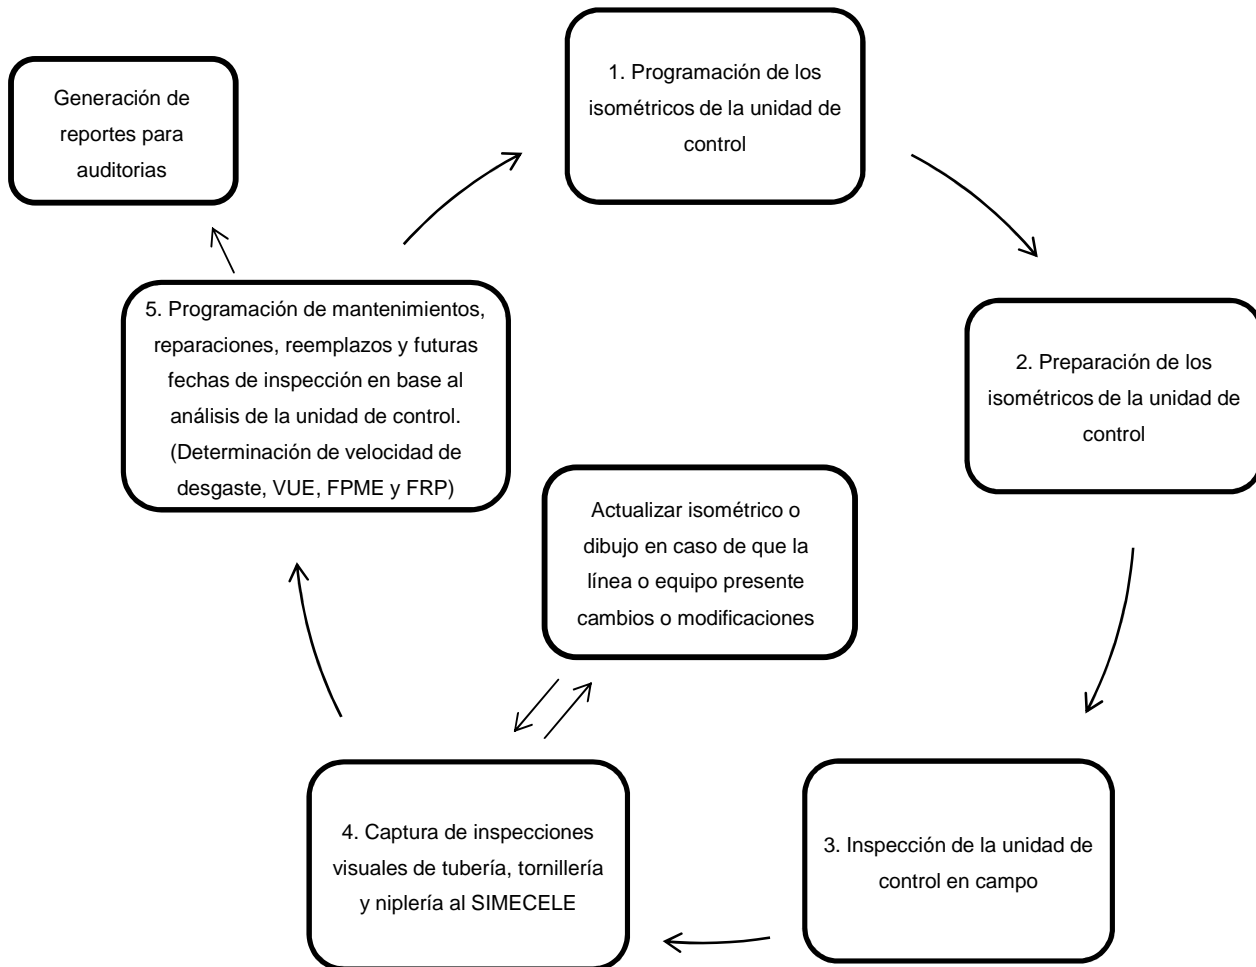 Generación de
reportes para
auditorias
1. Programación de los
isométricos de la unidad de
control
2. Preparación de los
isométricos de la unidad de
control
3. Inspección de la unidad de
control en campo
4. Captura de inspecciones
visuales de tubería, tornillería
y niplería al SIMECELE
Actualizar isométrico o
dibujo en caso de que la
línea o equipo presente
cambios o modificaciones
5. Programación de mantenimientos,
reparaciones, reemplazos y futuras
fechas de inspección en base al
análisis de la unidad de control.
(Determinación de velocidad de
desgaste, VUE, FPME y FRP)